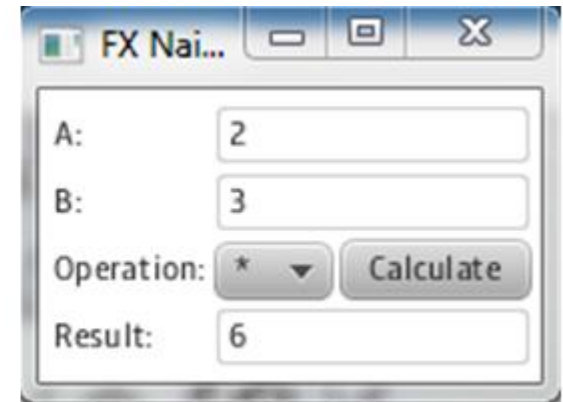 FX Nai...
A: 2
B: 3
Operation: * Calculate
Result: 6